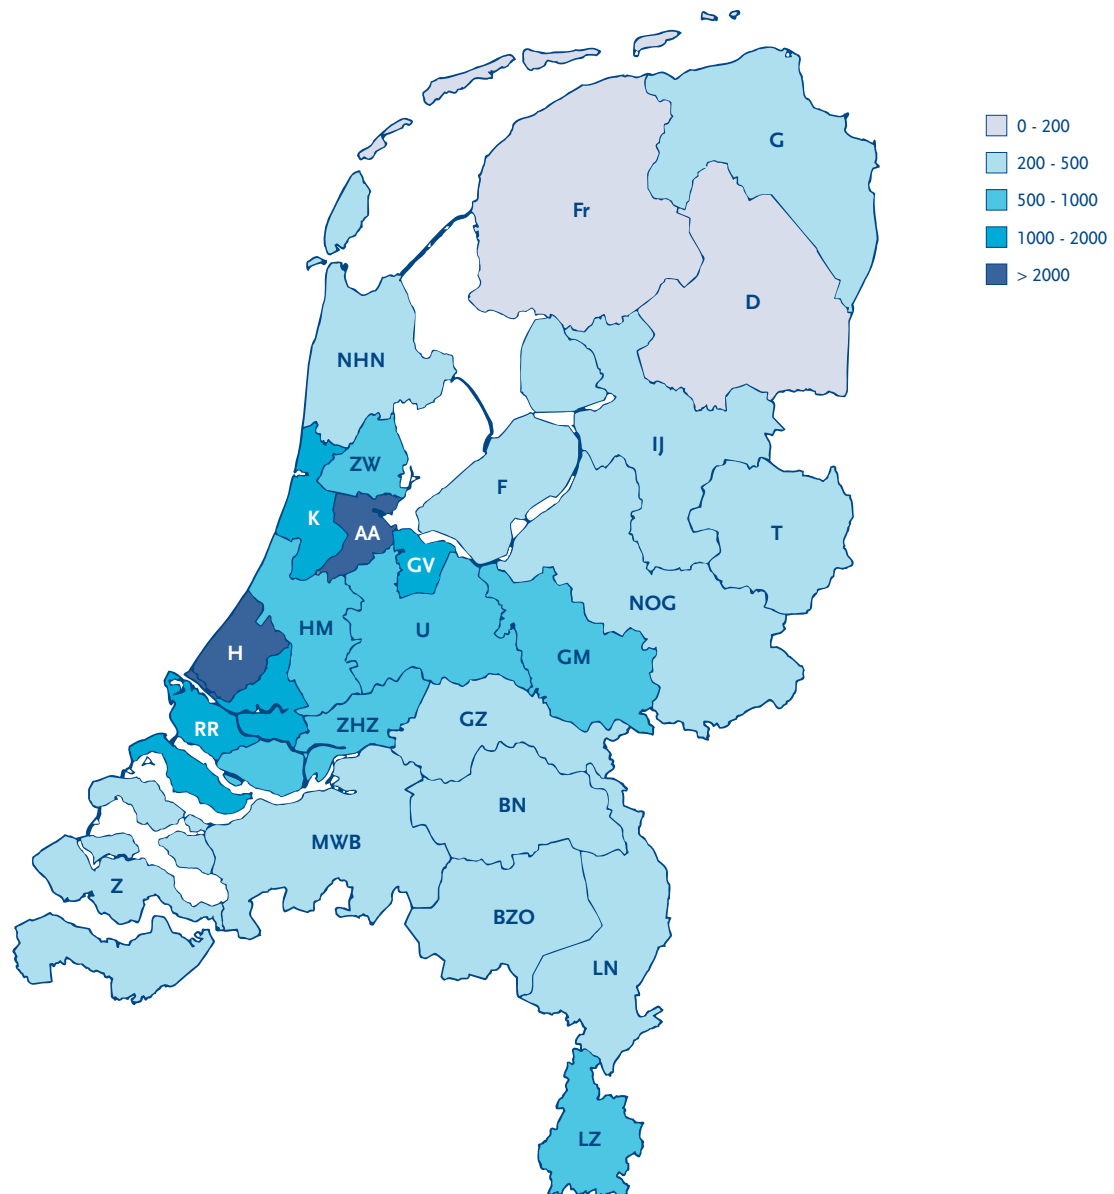 G
0 - 200
200 - 500
500 - 1000
1000 - 2000
> 2000
Fr
D
NHN
ZW
IJ
F
K
AA
T
GV
NOG
HM
U
H
GM
ZHZ
GZ
RR
BN
MWB
Z
BZO
LN
LZ